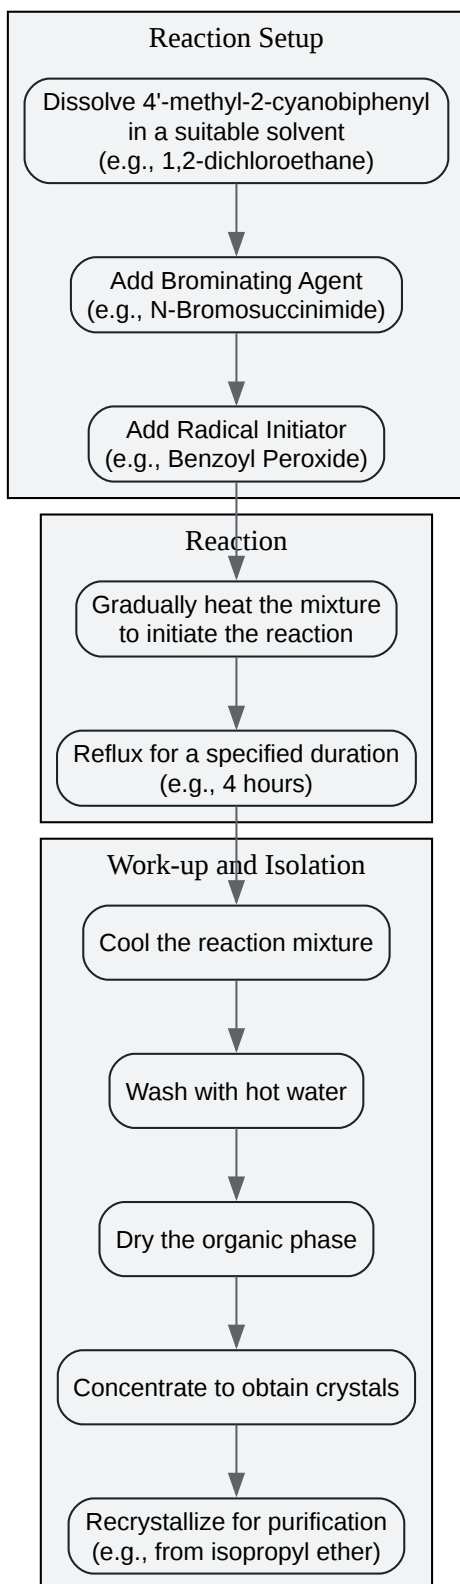 Reaction Setup
Dissolve 4'-methyl-2-cyanobiphenyl
in a suitable solvent
(e.g., 1,2-dichloroethane)
Add Brominating Agent
(e.g., N-Bromosuccinimide)
Add Radical Initiator
(e.g., Benzoyl Peroxide)
Reaction
Gradually heat the mixture
to initiate the reaction
Reflux for a specified duration
(e.g., 4 hours)
Work-up and Isolation
Cool the reaction mixture
Wash with hot water
Dry the organic phase
Concentrate to obtain crystals
Recrystallize for purification
(e.g., from isopropyl ether)